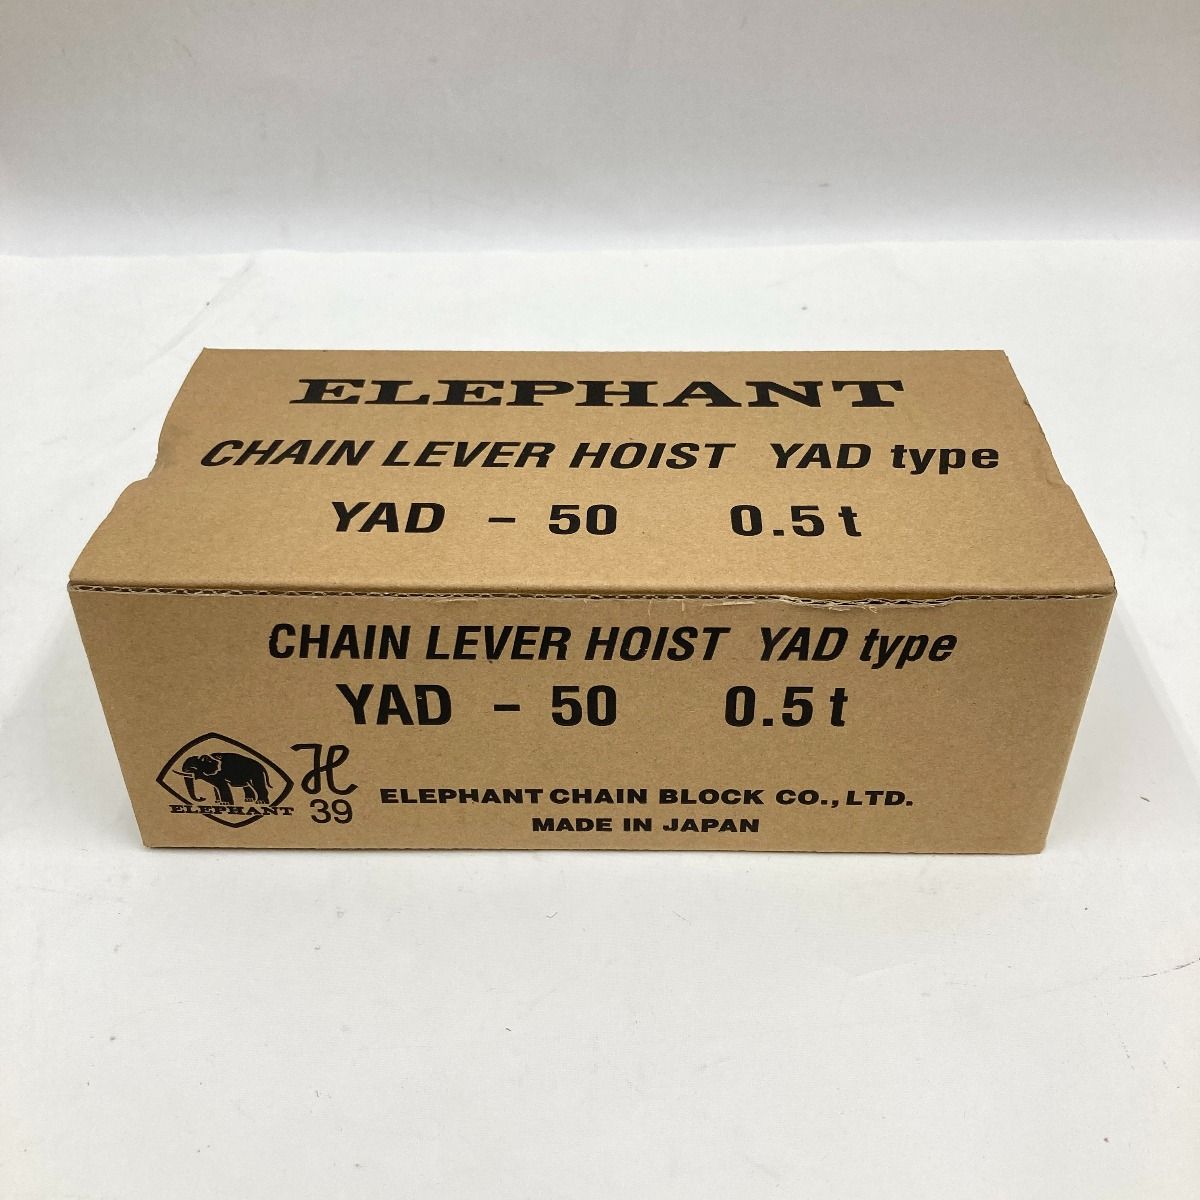 ELEPHANT
CHAIN LEVER HOIST YAD type
YAD - 50 0.5t
CHAIN LEVER HOIST YAD type
YAD - 50 0.5t
ELEPHANT
H
39
ELEPHANT CHAIN BLOCK CO., LTD.
MADE IN JAPAN